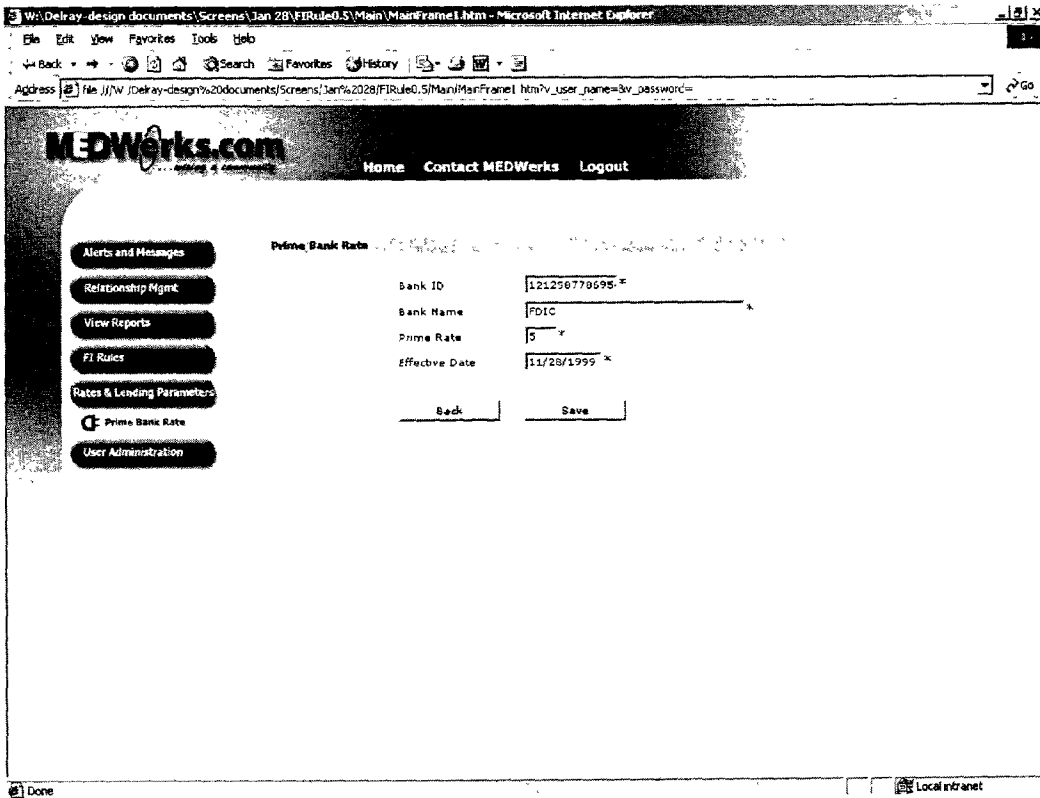 W:\Delray-design documents\Screens\Jan 28\FIRule0.5\Main\MainFrame1.htm - Microsoft Internet Explorer
File Edit View Favorites Tools Help
Back Search Favorites History
Address file://W:/Delray-design%20documents/Screens/Jan%2028/FIRule0.5/Main/MainFrame1.htm?v_user_name=&v_password= Go
MEDWerks.com
Home Contact MEDWerks Logout
Prime Bank Rate
Alerts and Messages
Relationship Mgmt
View Reports
FI Rules
Rates & Lending Parameters
Prime Bank Rate
User Administration
Bank ID 121298778695 *
Bank Name FDIC *
Prime Rate 5 *
Effective Date 11/28/1999 *
Back Save
Done Local intranet